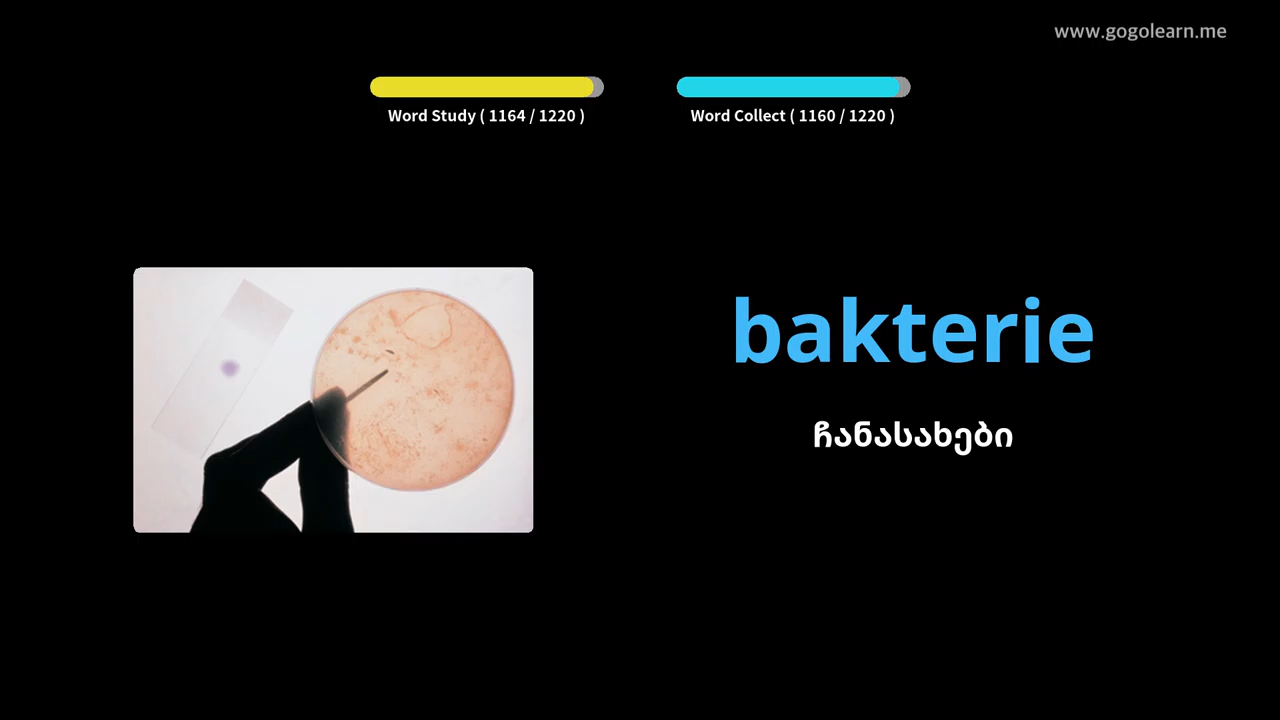 www.gogolearn.me
Word Study ( 1164 / 1220 )
Word Collect ( 1160 / 1220 )
bakterie
ჩანასახები